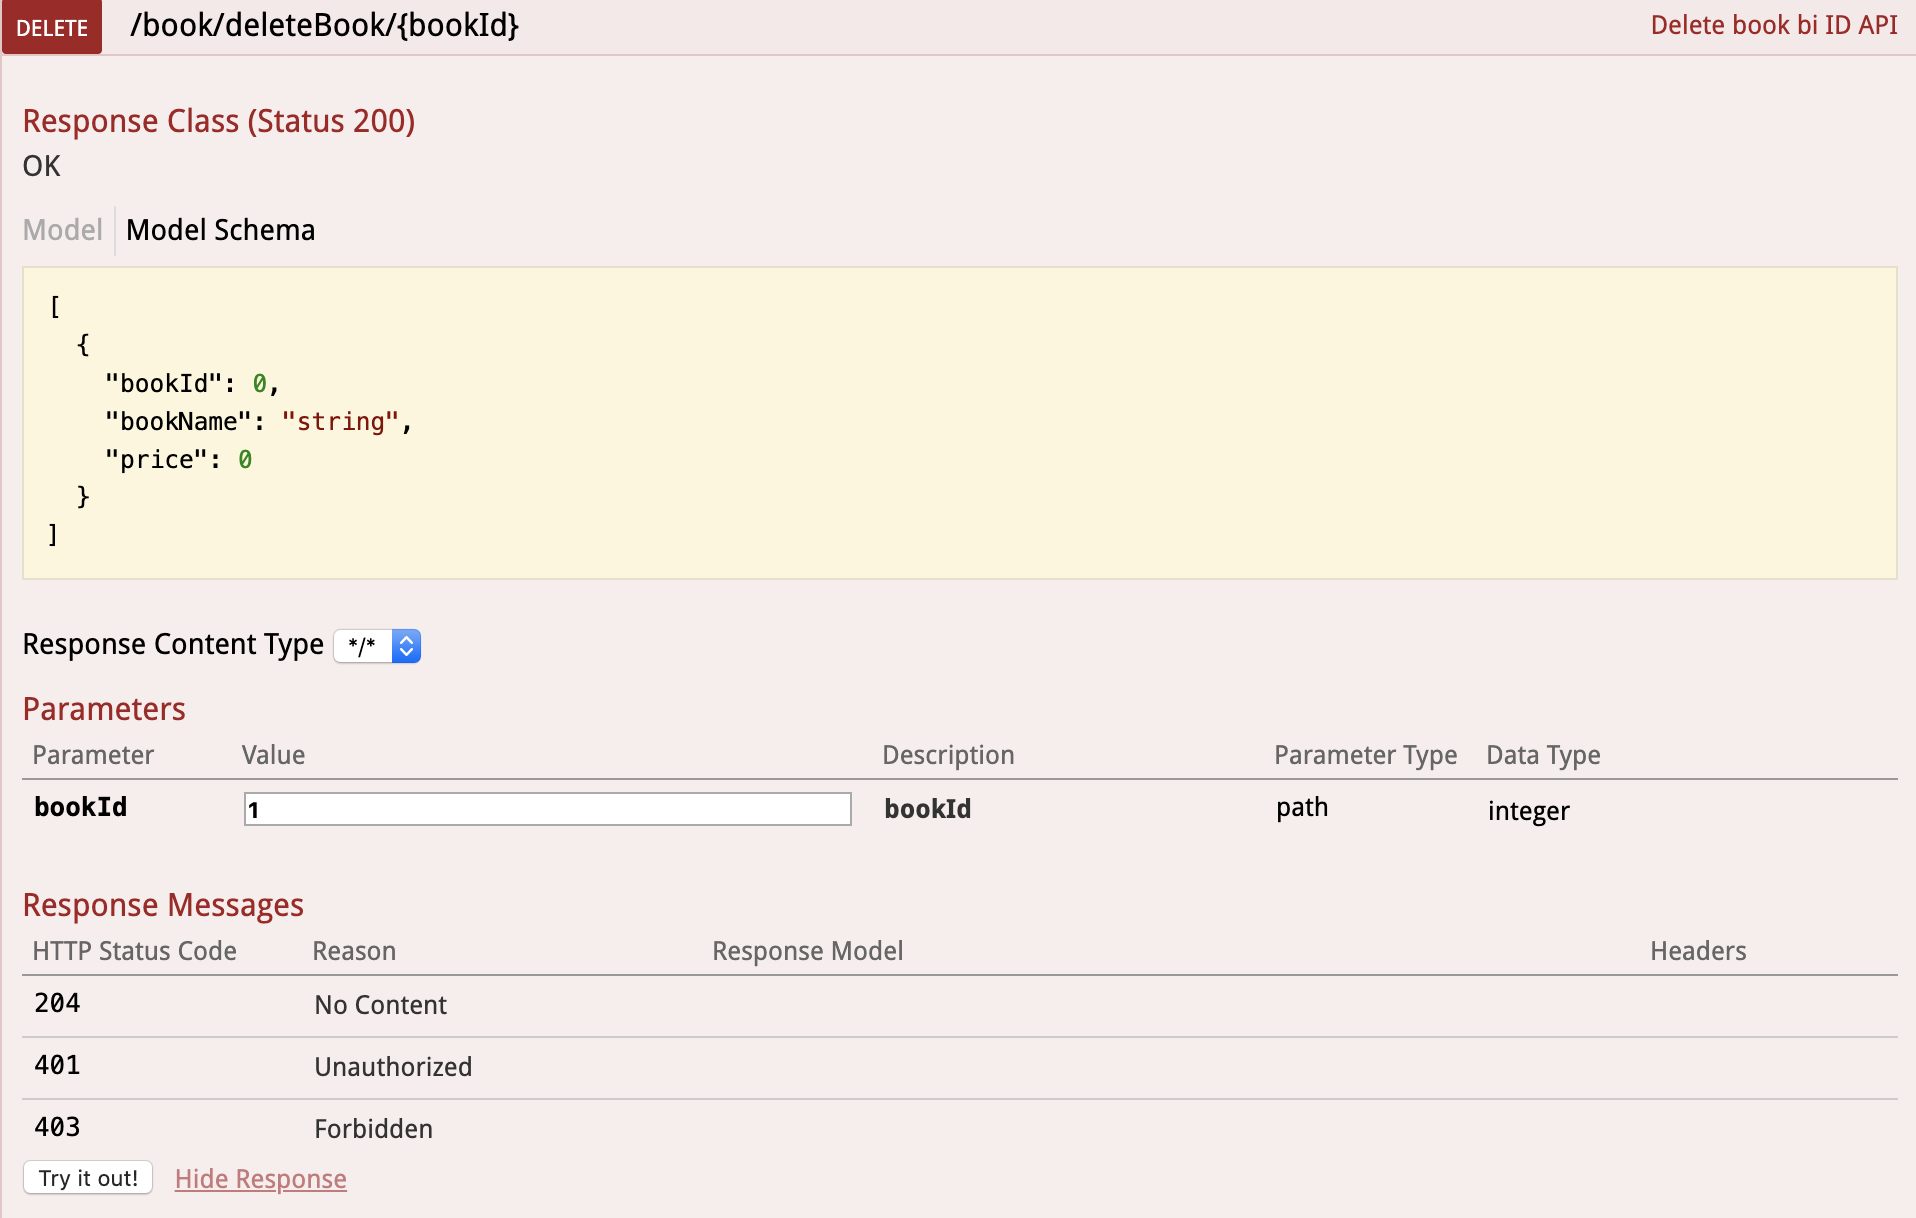 DELETE /book/deleteBook/{bookId} Delete book bi ID API
Response Class (Status 200)
OK
Model Model Schema
[
{
"bookId": 0,
"bookName": "string",
"price": 0
}
]
Response Content Type */*
Parameters
Parameter Value Description Parameter Type Data Type
bookId 1 bookId path integer
Response Messages
HTTP Status Code Reason Response Model Headers
204 No Content
401 Unauthorized
403 Forbidden
Try it out! Hide Response